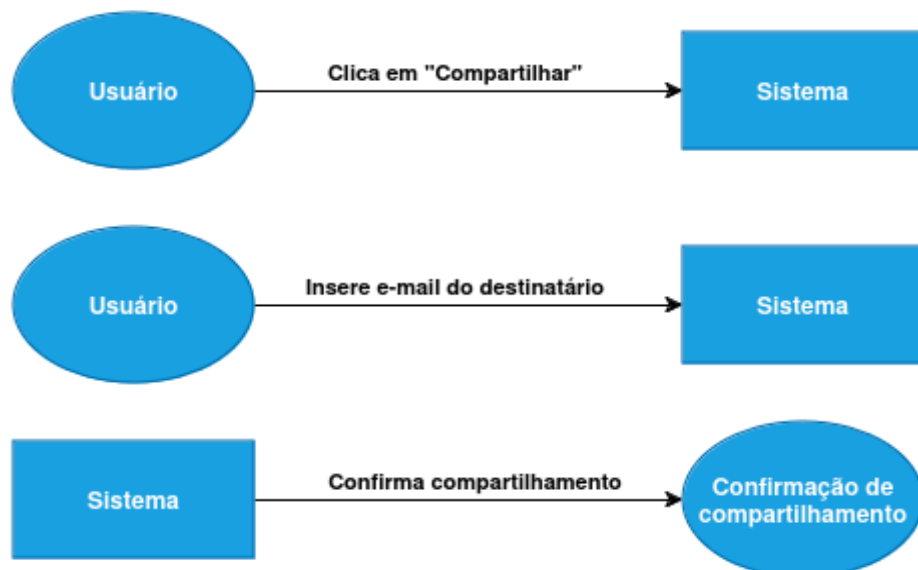 Clica em "Compartilhar"
Usuário
Sistema
Insere e-mail do destinatário
Usuário
Sistema
Confirma compartilhamento
Sistema
Confirmação de
compartilhamento